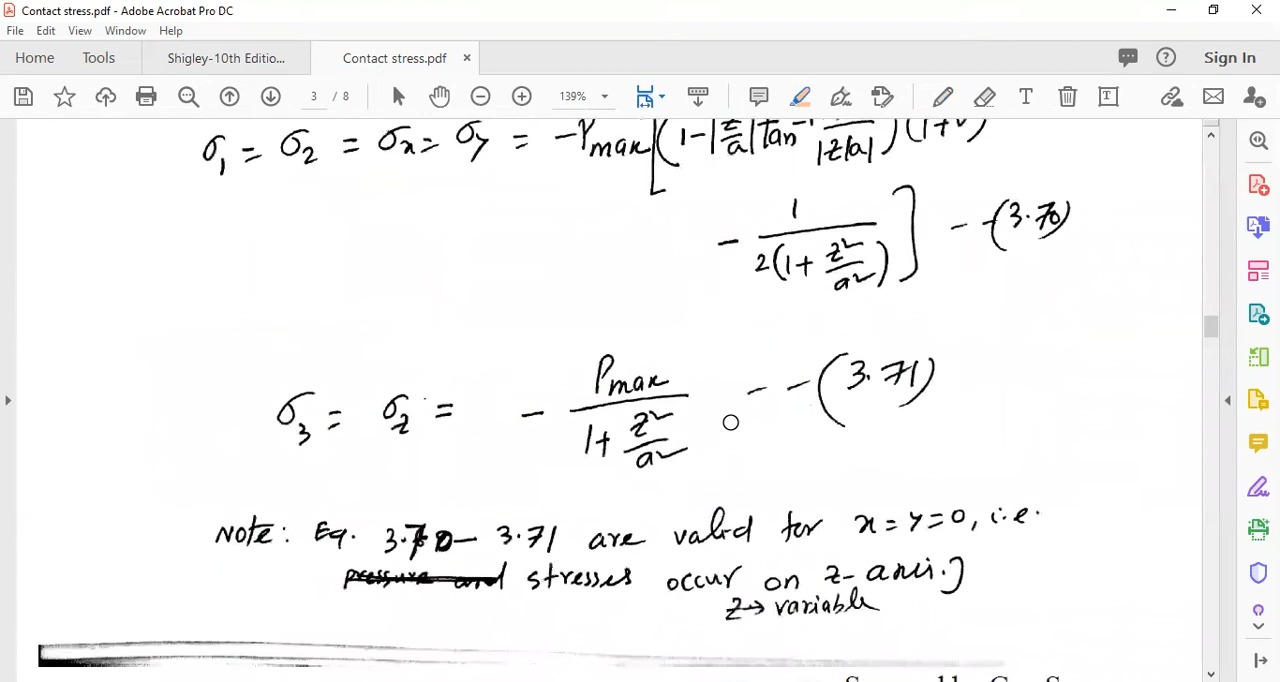 Contact stress.pdf - Adobe Acrobat Pro DC
File Edit View Window Help
Home Tools Shigley-10th Editio... Contact stress.pdf × Sign In
3 / 8 139%
σ₁ = σ₂ = σx = σy = -Pmax[(1-|z/a| tan⁻¹ 1/|z/a|)(1+ν)
- 1/(2(1+z²/a²))] - -(3.70)
σ₃ = σz = - Pmax/(1+z²/a²) - -(3.71)
Note: Eq. 3.70 - 3.71 are valid for x=y=0, i.e.
pressure and stresses occur on z-axis.]
z→ variable